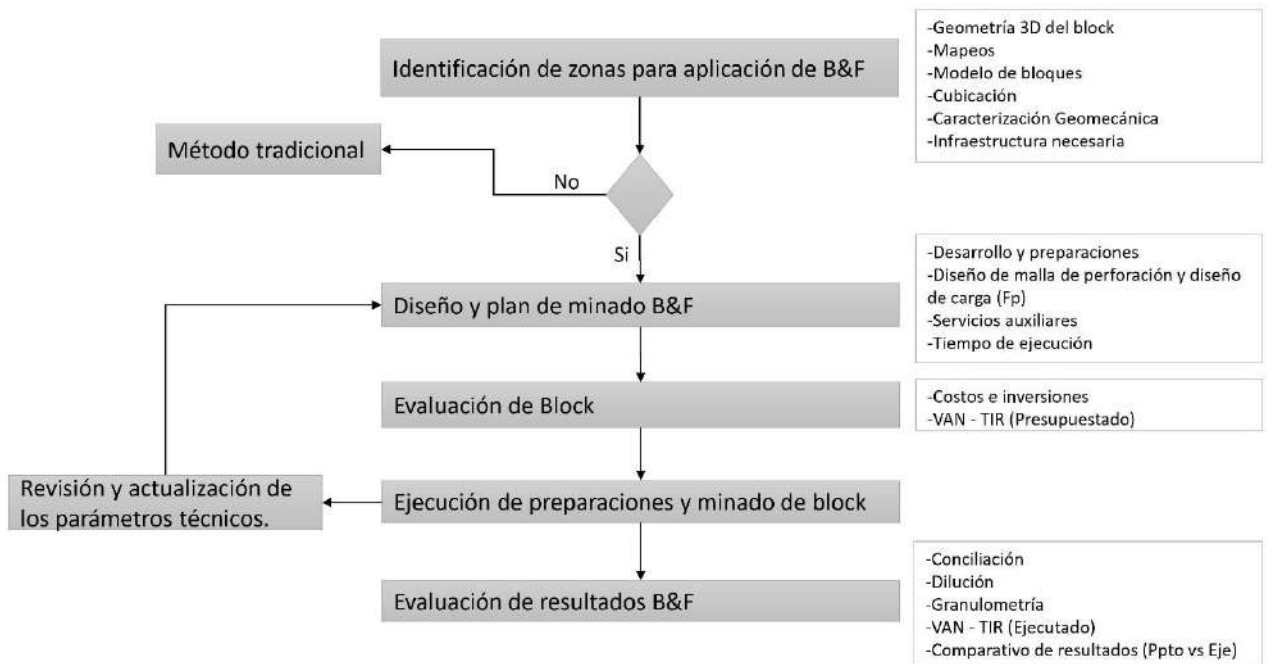 Identificación de zonas para aplicación de B&F
-Geometría 3D del block
-Mapeos
-Modelo de bloques
-Cubicación
-Caracterización Geomecánica
-Infraestructura necesaria
Método tradicional
No
Si
Diseño y plan de minado B&F
-Desarrollo y preparaciones
-Diseño de malla de perforación y diseño
de carga (Fp)
-Servicios auxiliares
-Tiempo de ejecución
Evaluación de Block
-Costos e inversiones
-VAN - TIR (Presupuestado)
Revisión y actualización de
los parámetros técnicos.
Ejecución de preparaciones y minado de block
Evaluación de resultados B&F
-Conciliación
-Dilución
-Granulometría
-VAN - TIR (Ejecutado)
-Comparativo de resultados (Ppto vs Eje)